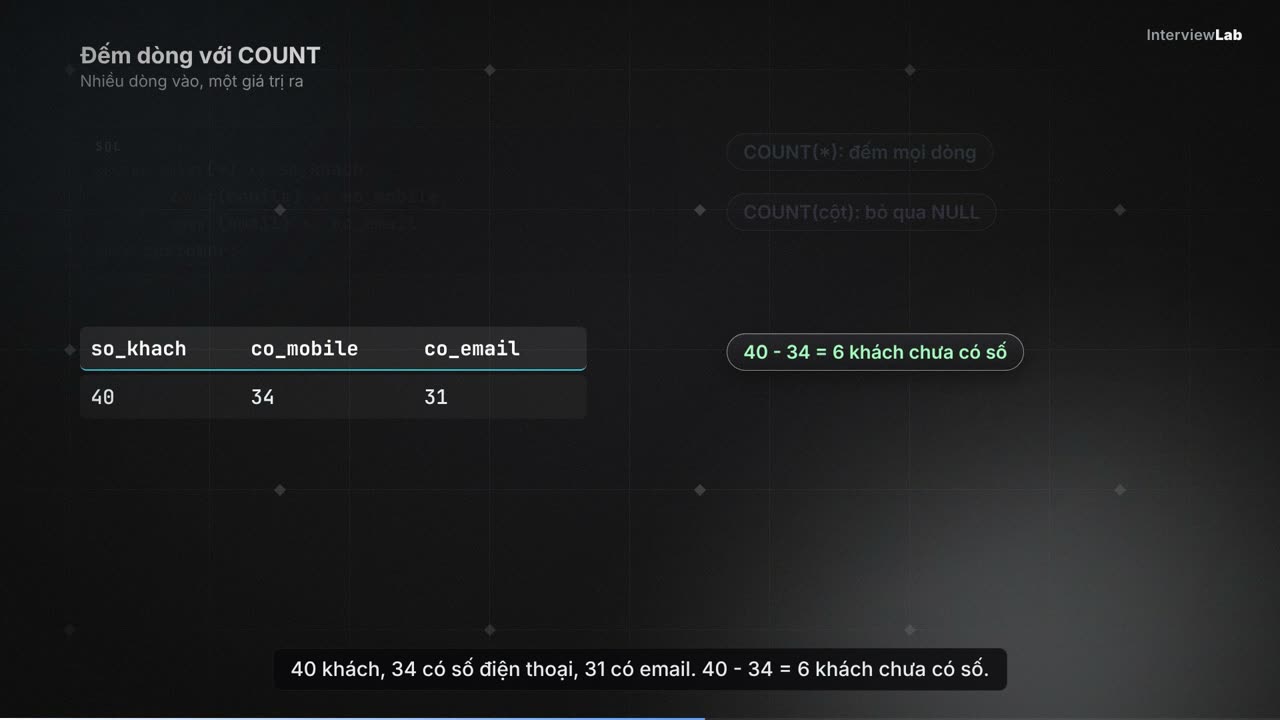 Đếm dòng với COUNT
Nhiều dòng vào, một giá trị ra
InterviewLab
SQL
COUNT(*): đếm mọi dòng
COUNT(cột): bỏ qua NULL
so_khach co_mobile co_email
40 34 31
40 - 34 = 6 khách chưa có số
40 khách, 34 có số điện thoại, 31 có email. 40 - 34 = 6 khách chưa có số.